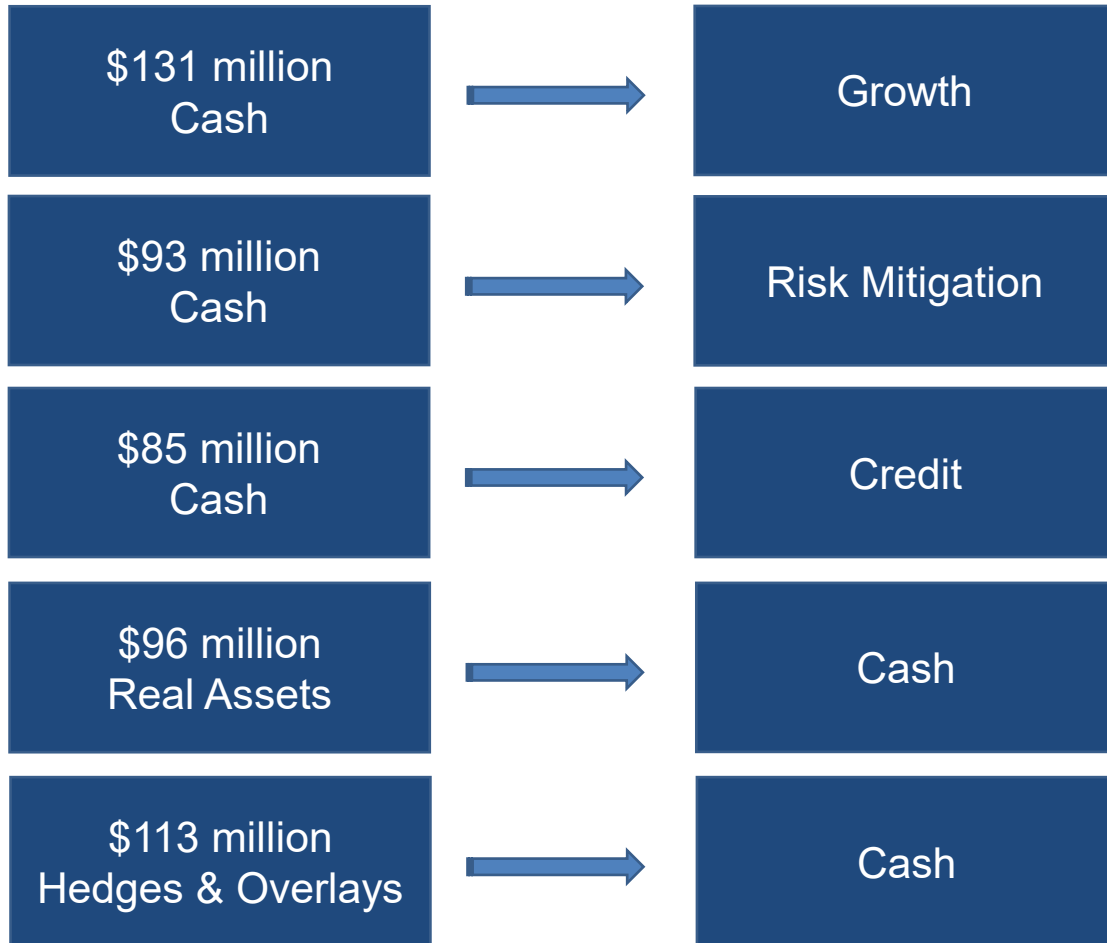 $131 million
Cash
Growth
$93 million
Cash
Risk Mitigation
$85 million
Cash
Credit
$96 million
Real Assets
Cash
$113 million
Hedges & Overlays
Cash